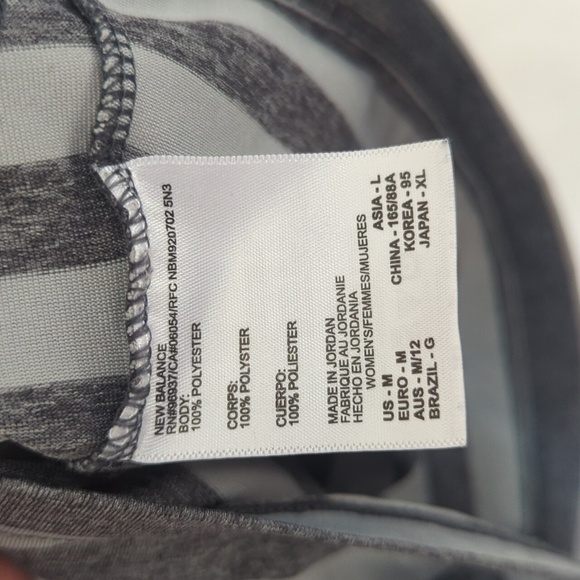 NEW BALANCE
RN#96937/CA#06054/RFC NBM920702 5N3
BODY:
100% POLYESTER
CORPS:
100% POLYSTER
CUERPO:
100% POLIESTER
MADE IN JORDAN
FABRIQUE AU JORDANIE
HECHO EN JORDANIA
WOMEN'S/FEMMES/MUJERES
US - M
EURO - M
AUS - M/12
BRAZIL - G
ASIA - L
CHINA - 165/88A
KOREA - 95
JAPAN - XL